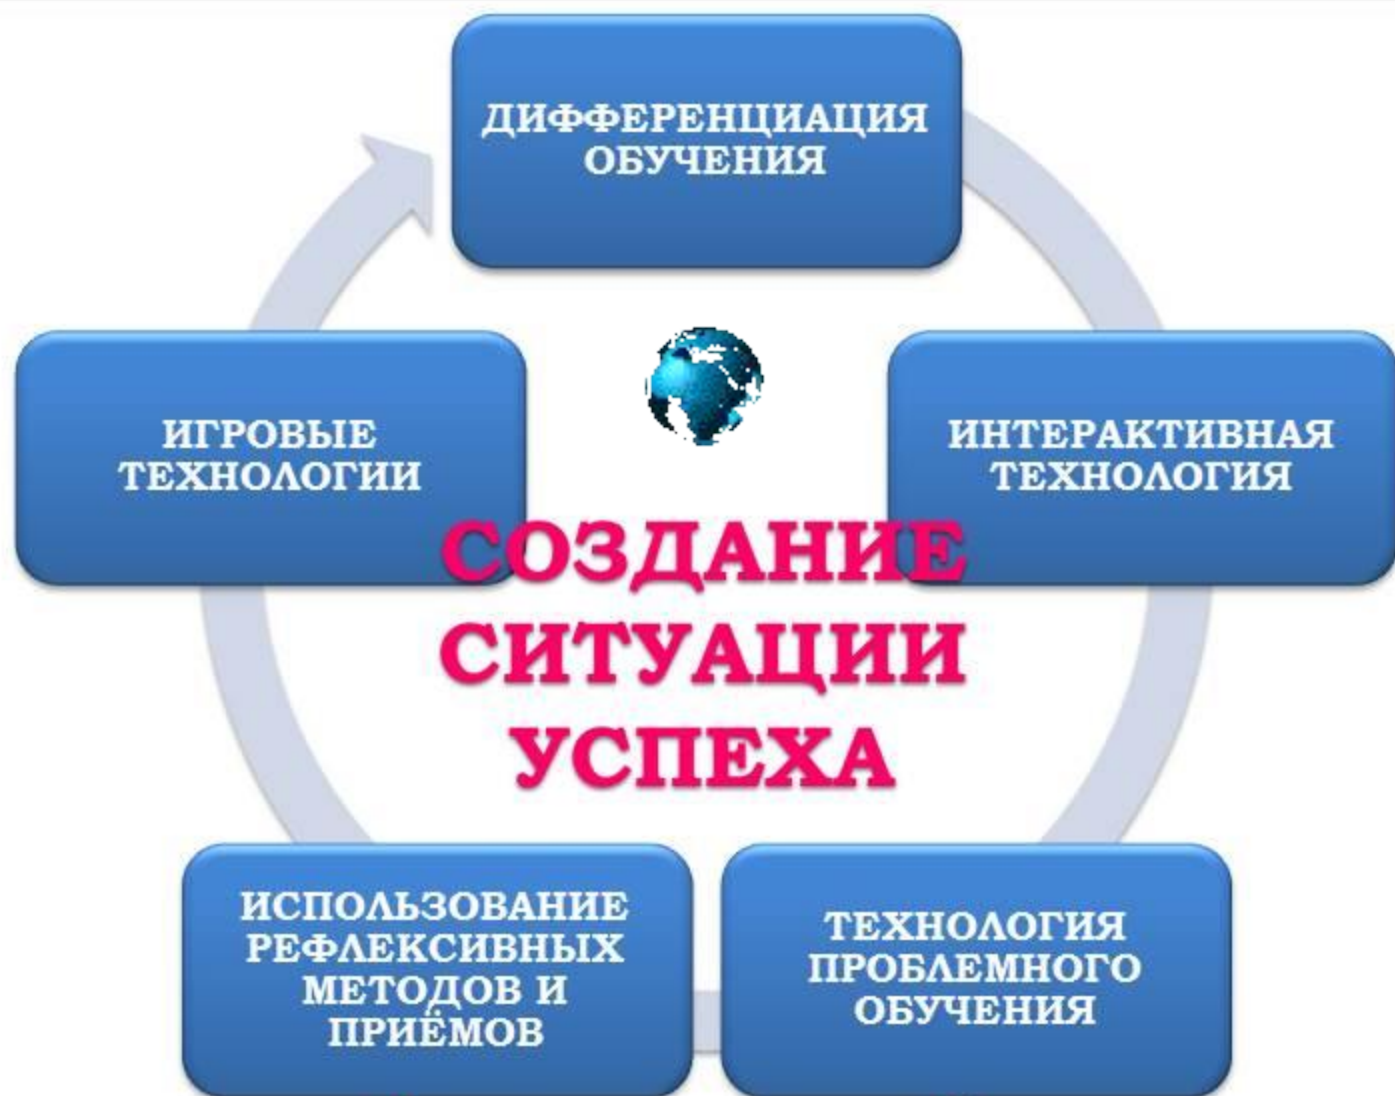 ДИФФЕРЕНЦИАЦИЯ
ОБУЧЕНИЯ
ИГРОВЫЕ
ТЕХНОЛОГИИ
ИНТЕРАКТИВНАЯ
ТЕХНОЛОГИЯ
СОЗДАНИЕ
СИТУАЦИИ
УСПЕХА
ИСПОЛЬЗОВАНИЕ
РЕФЛЕКСИВНЫХ
МЕТОДОВ И
ПРИЁМОВ
ТЕХНОЛОГИЯ
ПРОБЛЕМНОГО
ОБУЧЕНИЯ